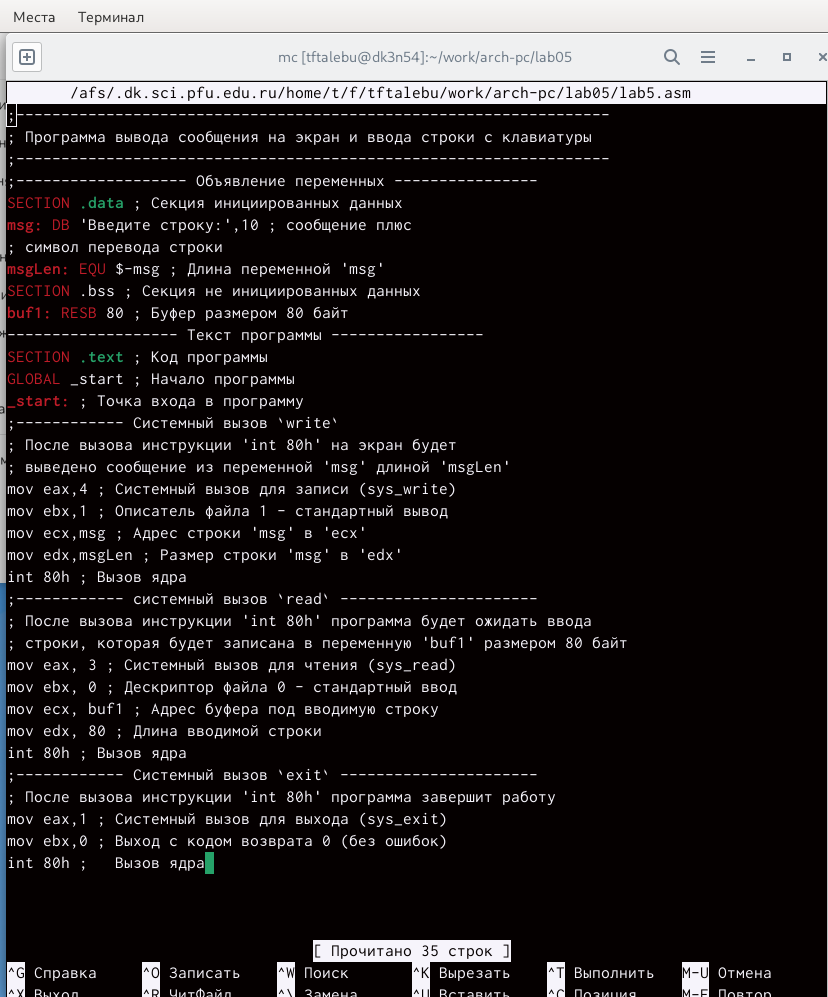 Места Терминал
mc [tftalebu@dk3n54]:~/work/arch-pc/lab05
/afs/.dk.sci.pfu.edu.ru/home/t/f/tftalebu/work/arch-pc/lab05/lab5.asm
;------------------------------------------------------------------
; Программа вывода сообщения на экран и ввода строки с клавиатуры
;------------------------------------------------------------------
;------------------- Объявление переменных ----------------
SECTION .data ; Секция инициированных данных
msg: DB 'Введите строку:',10 ; сообщение плюс
; символ перевода строки
msgLen: EQU $-msg ; Длина переменной 'msg'
SECTION .bss ; Секция не инициированных данных
buf1: RESB 80 ; Буфер размером 80 байт
------------------- Текст программы -----------------
SECTION .text ; Код программы
GLOBAL _start ; Начало программы
_start: ; Точка входа в программу
;------------ Системный вызов `write`
; После вызова инструкции 'int 80h' на экран будет
; выведено сообщение из переменной 'msg' длиной 'msgLen'
mov eax,4 ; Системный вызов для записи (sys_write)
mov ebx,1 ; Описатель файла 1 - стандартный вывод
mov ecx,msg ; Адрес строки 'msg' в 'ecx'
mov edx,msgLen ; Размер строки 'msg' в 'edx'
int 80h ; Вызов ядра
;------------ системный вызов `read` ----------------------
; После вызова инструкции 'int 80h' программа будет ожидать ввода
; строки, которая будет записана в переменную 'buf1' размером 80 байт
mov eax, 3 ; Системный вызов для чтения (sys_read)
mov ebx, 0 ; Дескриптор файла 0 - стандартный ввод
mov ecx, buf1 ; Адрес буфера под вводимую строку
mov edx, 80 ; Длина вводимой строки
int 80h ; Вызов ядра
;------------ Системный вызов `exit` ----------------------
; После вызова инструкции 'int 80h' программа завершит работу
mov eax,1 ; Системный вызов для выхода (sys_exit)
mov ebx,0 ; Выход с кодом возврата 0 (без ошибок)
int 80h ;   Вызов ядра
[ Прочитано 35 строк ]
^G Справка ^O Записать ^W Поиск ^K Вырезать ^T Выполнить M-U Отмена
^X Выход ^R ЧитФайл ^\ Замена ^U Вставить ^C Позиция M-E Повтор